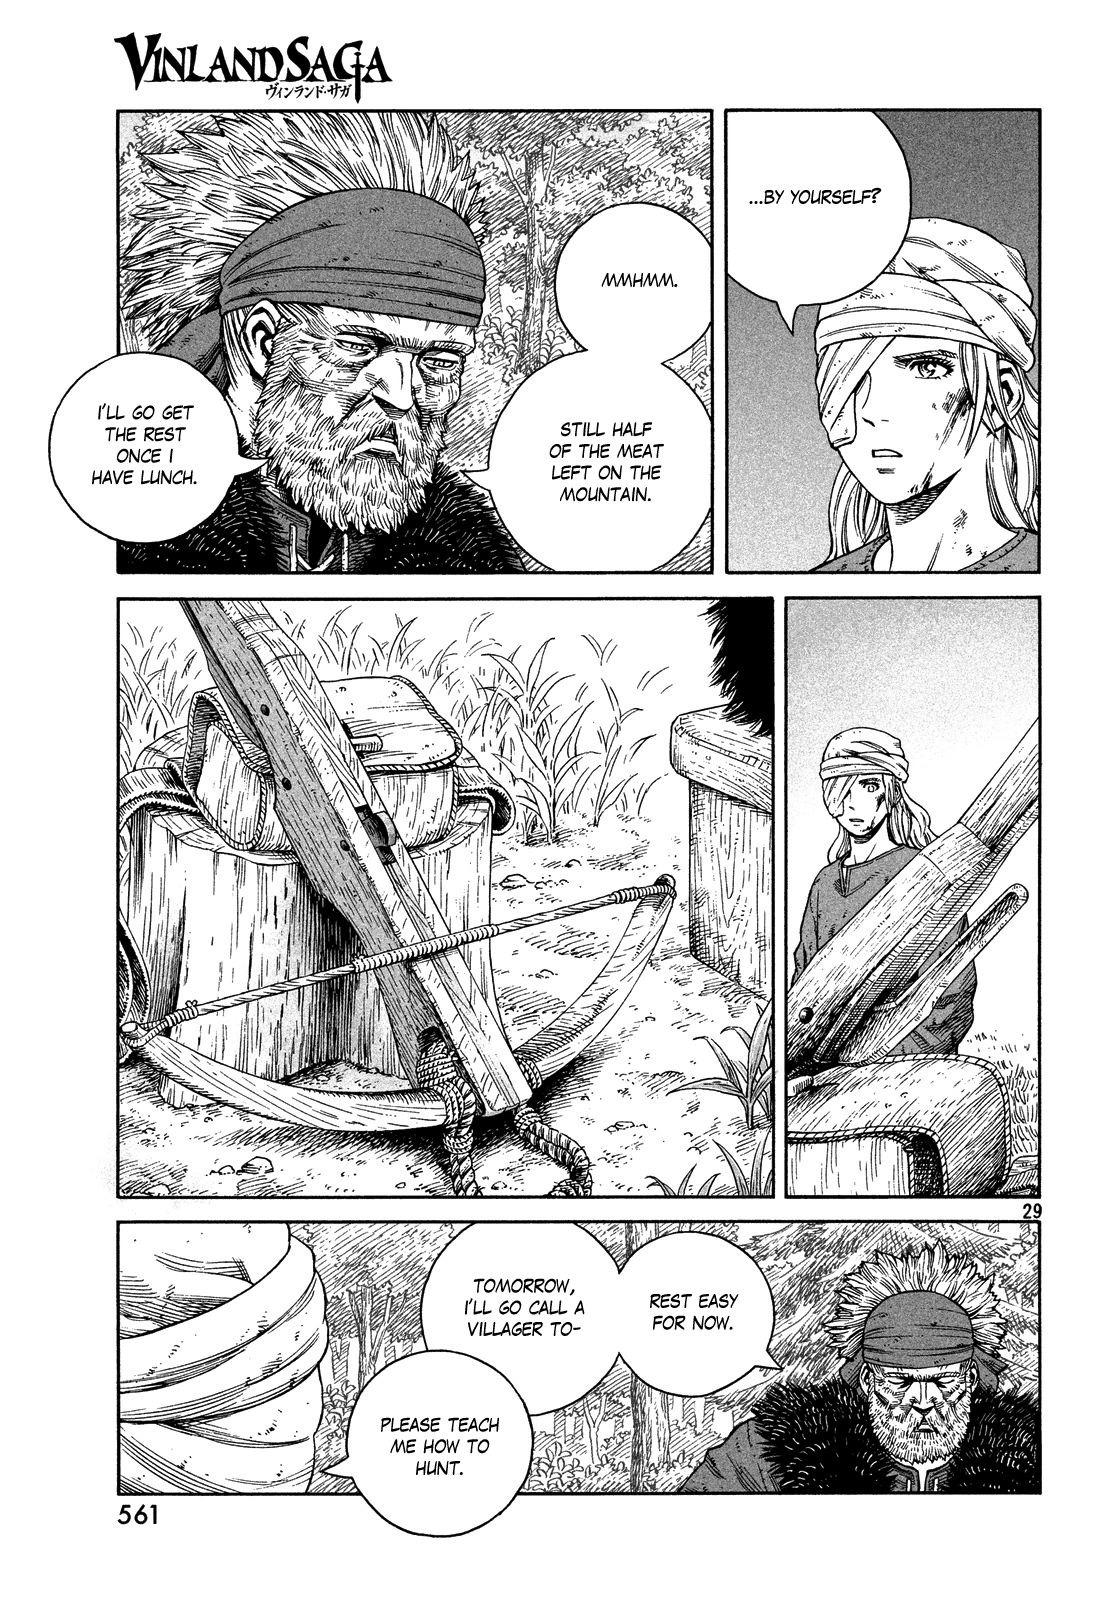 VINLAND SAGA
ヴィンランド・サガ
...BY YOURSELF?
MMHMM.
STILL HALF
OF THE MEAT
LEFT ON THE
MOUNTAIN.
I'LL GO GET
THE REST
ONCE I
HAVE LUNCH.
29
REST EASY
FOR NOW.
TOMORROW,
I'LL GO CALL A
VILLAGER TO-
PLEASE TEACH
ME HOW TO
HUNT.
561